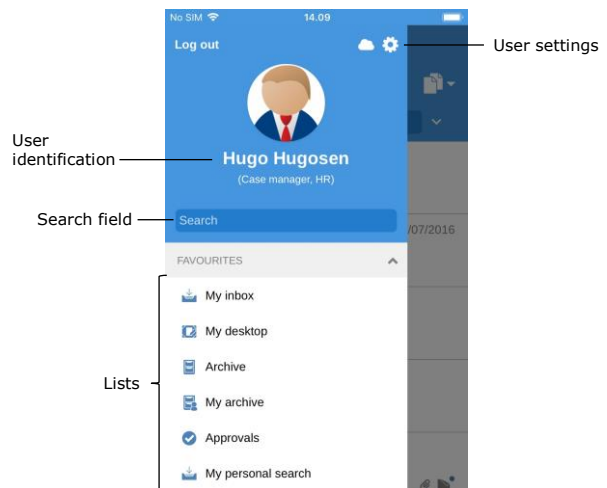 No SIM 14.09
Log out
User settings
User
identification
Hugo Hugosen
(Case manager, HR)
Search field
Search
/07/2016
FAVOURITES
My inbox
My desktop
Archive
Lists
My archive
Approvals
My personal search